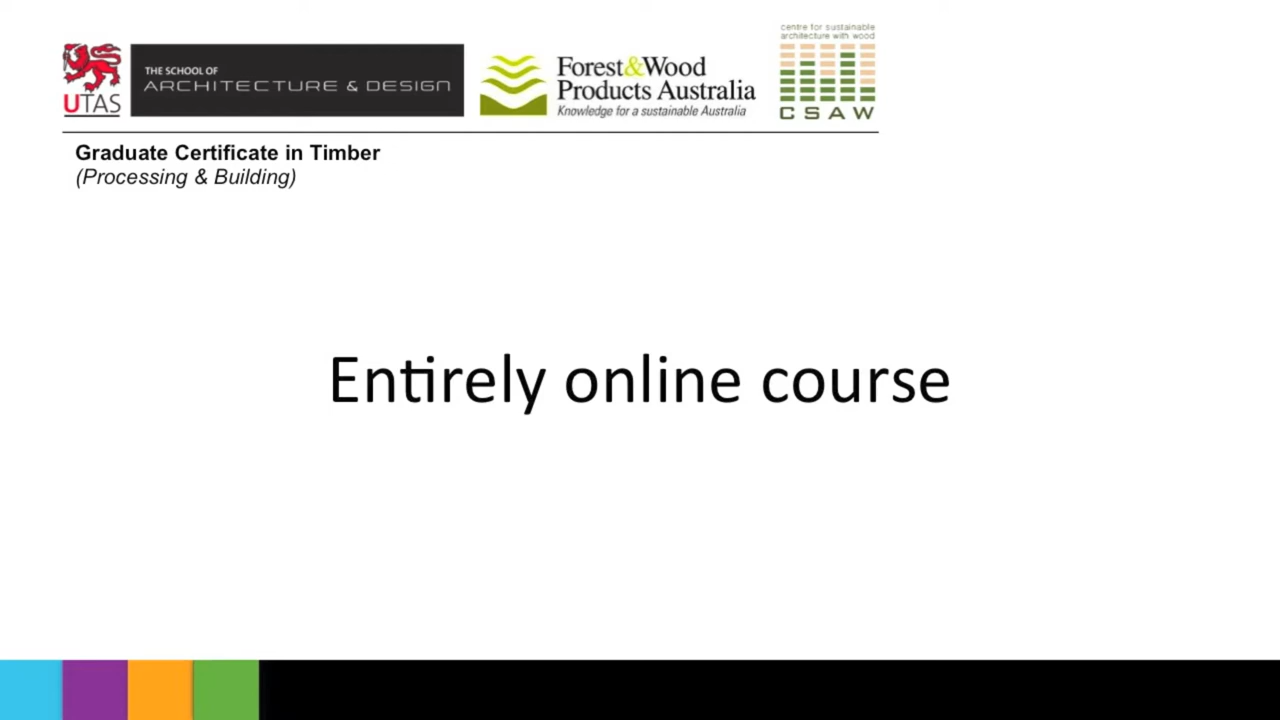 UTAS
THE SCHOOL OF
ARCHITECTURE & DESIGN
Forest&Wood
Products Australia
Knowledge for a sustainable Australia
centre for sustainable
architecture with wood
CSAW
Graduate Certificate in Timber
(Processing & Building)
Entirely online course